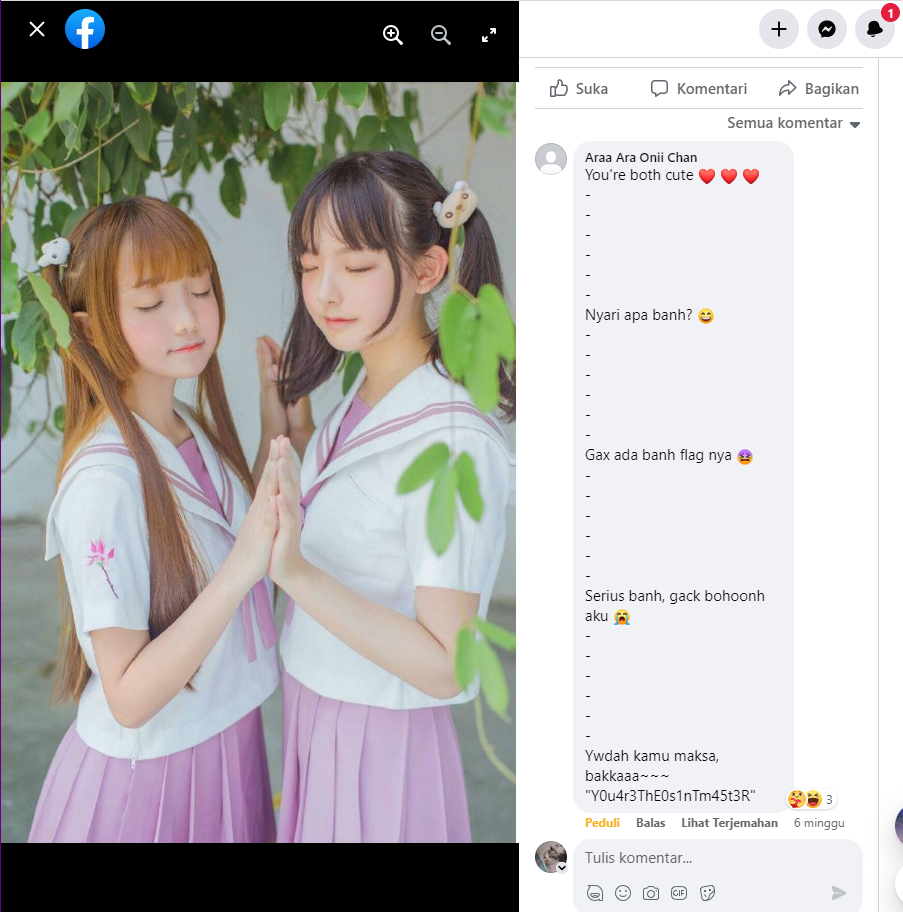 1
Suka Komentari Bagikan
Semua komentar
Araa Ara Onii Chan
You're both cute ❤️ ❤️ ❤️
-
-
-
-
-
-
Nyari apa banh? 😄
-
-
-
-
-
-
Gax ada banh flag nya 😫
-
-
-
-
-
-
Serius banh, gack bohoonh
aku 😭
-
-
-
-
-
-
Ywdah kamu maksa,
bakkaaa~~~
"Y0u4r3ThE0s1nTm45t3R"
3
Peduli Balas Lihat Terjemahan 6 minggu
Tulis komentar...
GIF